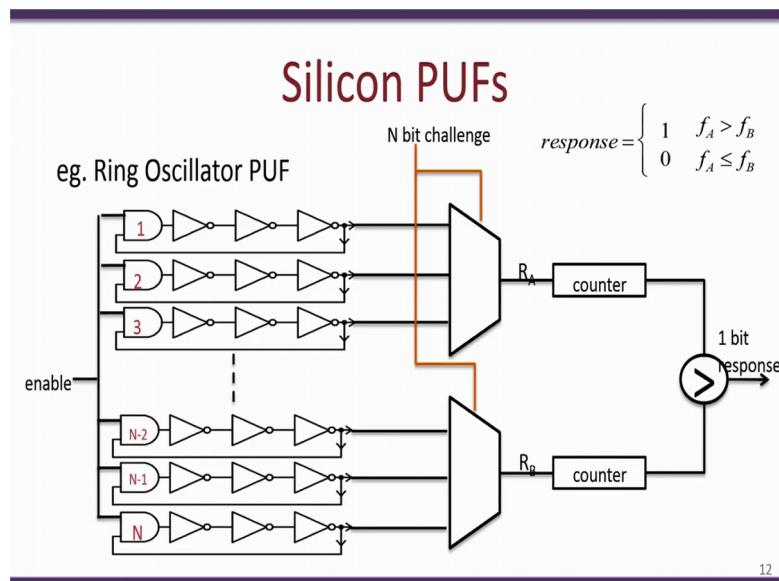 Silicon PUFs
N bit challenge
response = { 1 f_A > f_B
0 f_A ≤ f_B
eg. Ring Oscillator PUF
1
2
3
enable
N-2
N-1
N
R_A
counter
R_B
counter
>
1 bit
response
12